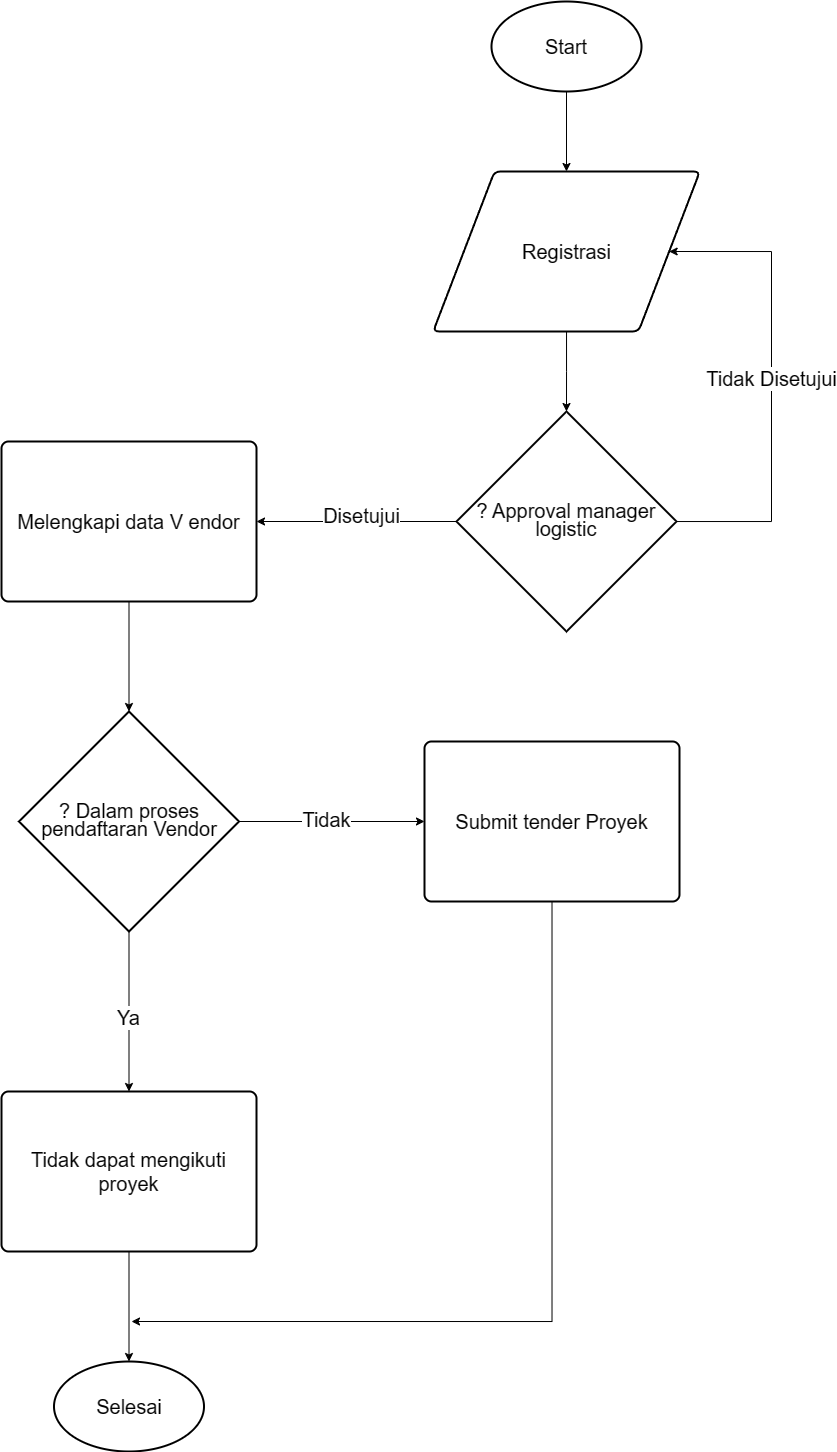 Start
Registrasi
Tidak Disetujui
? Approval manager
logistic
Disetujui
Melengkapi data V endor
? Dalam proses
pendaftaran Vendor
Tidak
Submit tender Proyek
Ya
Tidak dapat mengikuti
proyek
Selesai